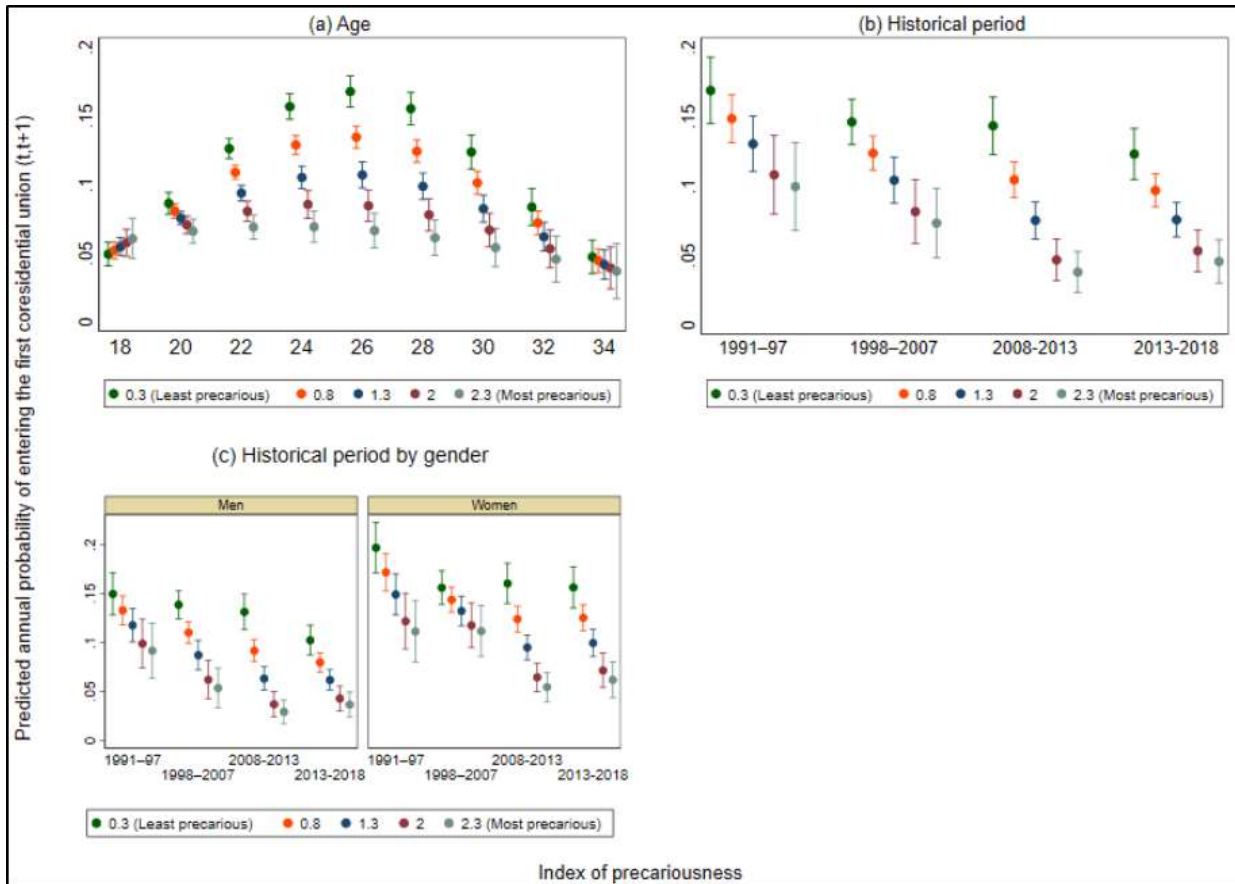 Predicted annual probability of entering the first coresidential union (t,t+1)
(a) Age
.2
.15
.1
.05
0
18 20 22 24 26 28 30 32 34
0.3 (Least precarious) 0.8 1.3 2 2.3 (Most precarious)
(b) Historical period
.2
.15
.1
.05
0
1991–97 1998–2007 2008-2013 2013-2018
0.3 (Least precarious) 0.8 1.3 2 2.3 (Most precarious)
(c) Historical period by gender
Men Women
.2
.15
.1
.05
0
1991–97 2008-2013 1991–97 2008-2013
1998–2007 2013-2018 1998–2007 2013-2018
0.3 (Least precarious) 0.8 1.3 2 2.3 (Most precarious)
Index of precariousness